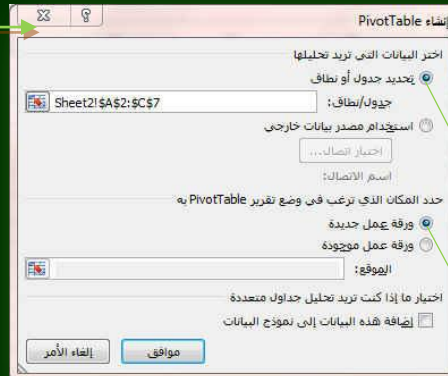 إنشاء PivotTable
اختر البيانات التي تريد تحليلها
تحديد جدول أو نطاق
جدول/نطاق: Sheet2!$A$2:$C$7
استخدام مصدر بيانات خارجي
اختيار اتصال...
اسم الاتصال:
حدد المكان الذي ترغب في وضع تقرير PivotTable به
ورقة عمل جديدة
ورقة عمل موجودة
الموقع:
اختيار ما إذا كنت تريد تحليل جداول متعددة
إضافة هذه البيانات إلى نموذج البيانات
موافق
إلغاء الأمر